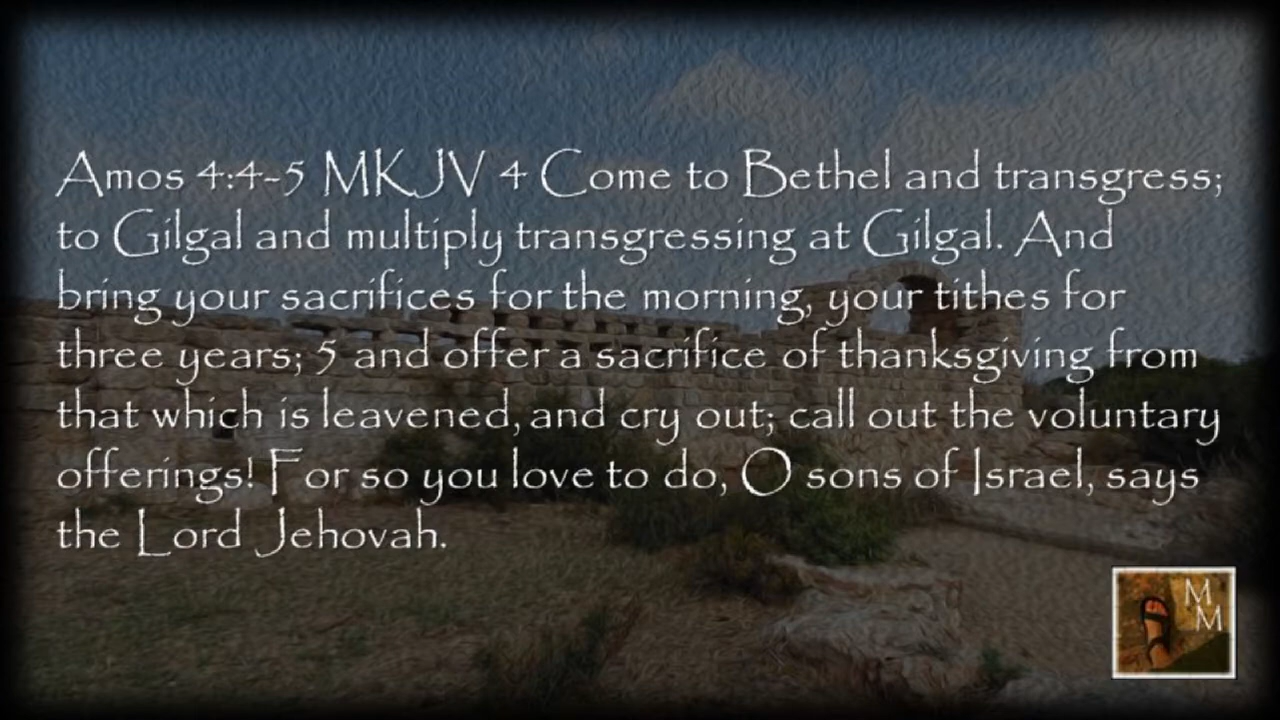 Amos 4:4-5 MKJV 4 Come to Bethel and transgress;
to Gilgal and multiply transgressing at Gilgal. And
bring your sacrifices for the morning, your tithes for
three years; 5 and offer a sacrifice of thanksgiving from
that which is leavened, and cry out; call out the voluntary
offerings! For so you love to do, O sons of Israel, says
the Lord Jehovah.
M
M